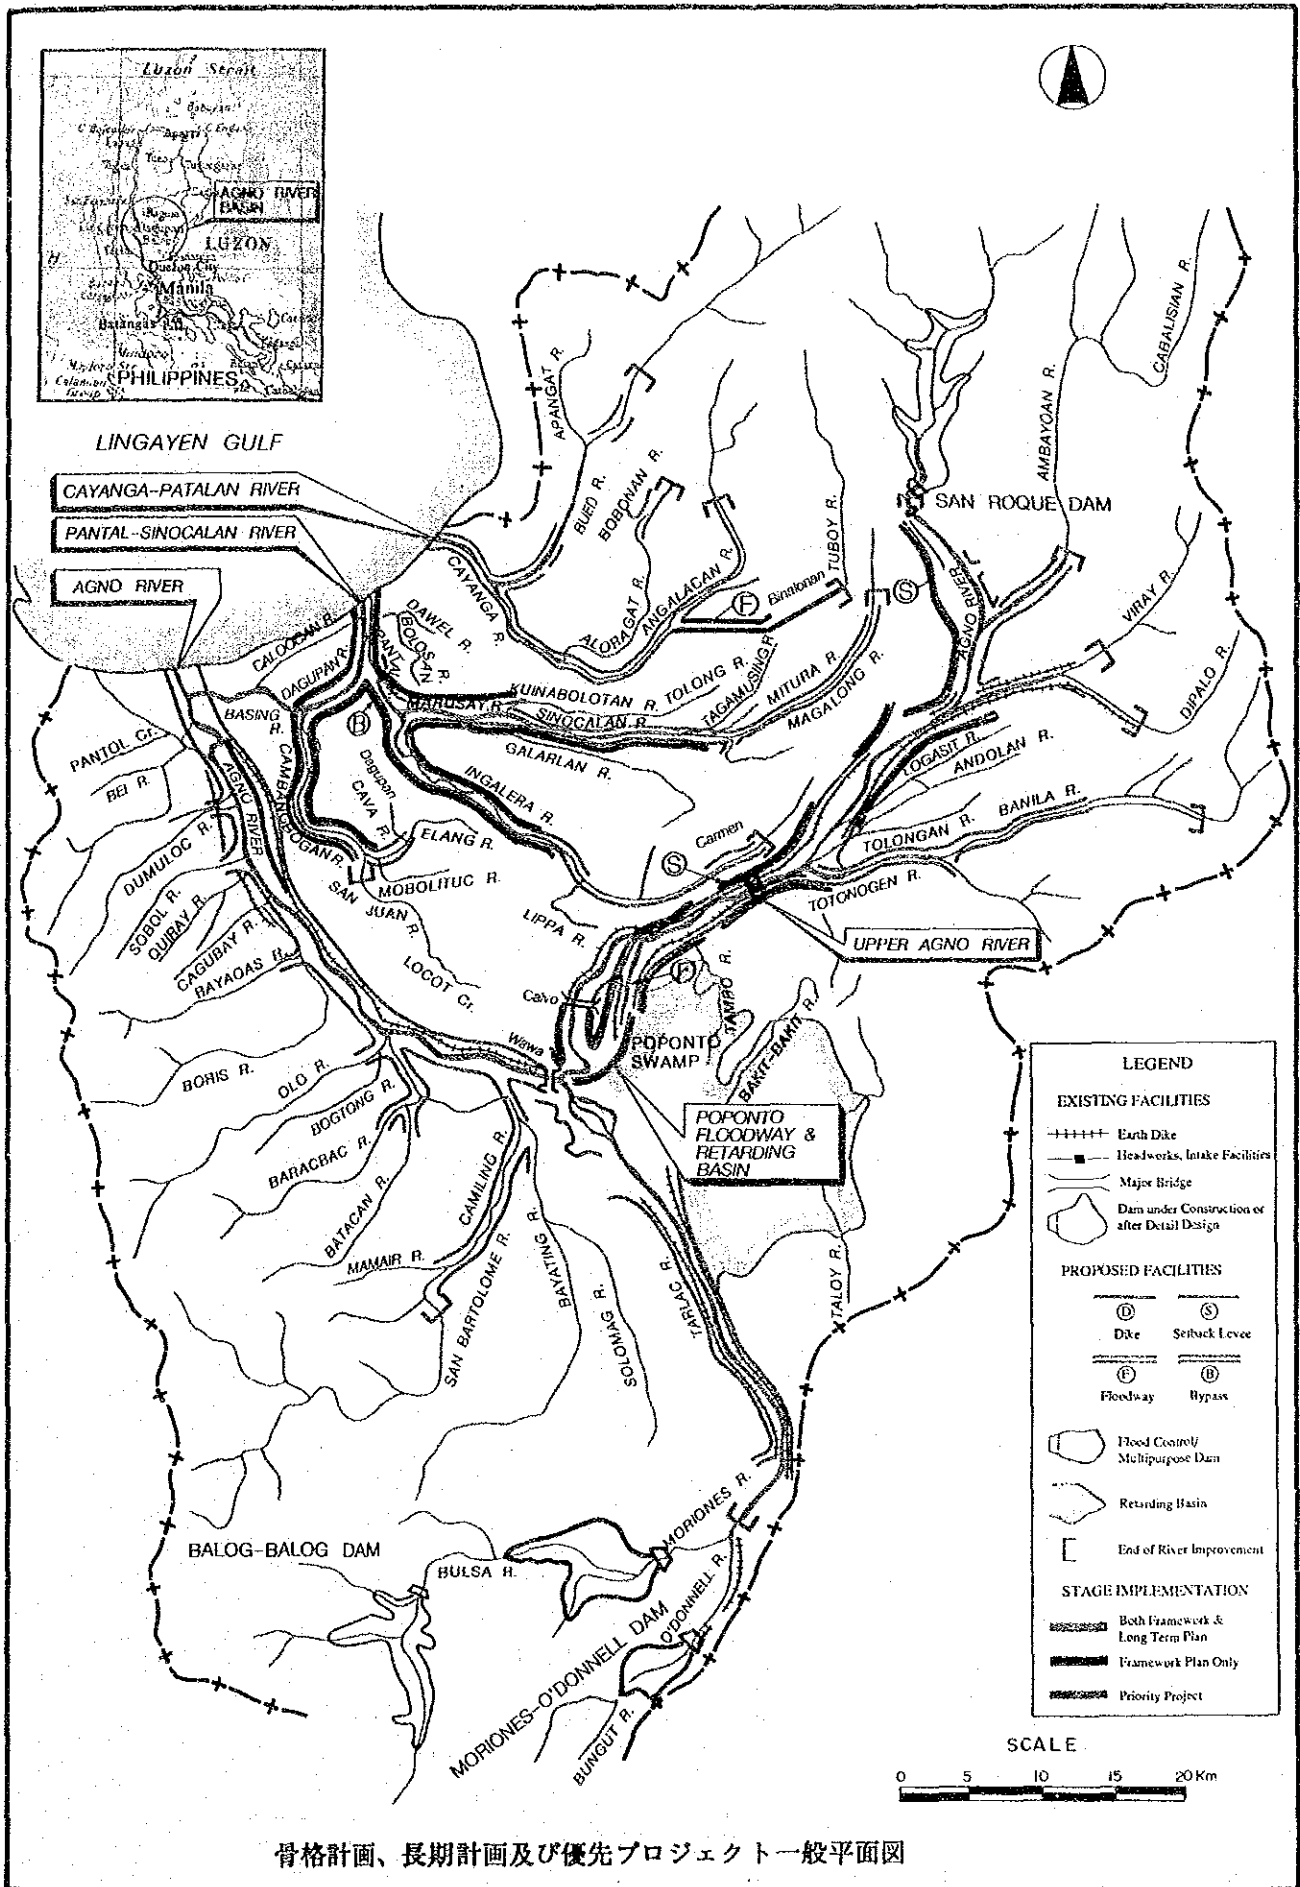 Luzon Strait
AGNO RIVER
BASIN
LUZON
Quezon City
Manila
Batangas
Mindoro
PHILIPPINES
LINGAYEN GULF
CAYANGA-PATALAN RIVER
PANTAL-SINOCALAN RIVER
AGNO RIVER
APANGAT R.
BUED R.
BOBONAN R.
CAYANGA R.
ALORAGAT R.
ANGALACAN R.
TUBOY R.
Binalonan
F
S
SAN ROQUE DAM
AMBAYOAN R.
CABALISIAN R.
AGNO RIVER
VIRAY R.
DIPALO R.
CALOOCAN R.
DAGUPAN R.
DAWEL R.
BOLOSAN R.
MARUSAY R.
KUINABOLOTAN R.
TOLONG R.
TAGAMUSING R.
MITURA R.
MAGALONG R.
SINOCALAN R.
GALARLAN R.
INGALERA R.
B
BASING R.
PANTOL Cr.
BEI R.
AGNO RIVER
Dagupan
CAVA R.
ELANG R.
MOBOLITUC R.
SAN JUAN R.
LOCOT Cr.
DUMULOC R.
SOBOL R.
QUIRAY R.
CAGUBAY R.
BAYAOAS R.
LOGASIT R.
ANDOLAN R.
BANILA R.
TOLONGAN R.
TOTONOGEN R.
Carmen
S
LIPPA R.
UPPER AGNO RIVER
F
Calvo
Wawa
TAMBO R.
BAKIT-BAKIT R.
POPONTO
SWAMP
POPONTO
FLOODWAY &
RETARDING
BASIN
BORIS R.
OLO R.
BOGTONG R.
BARACBAC R.
BATACAN R.
MAMAIR R.
CAMILING R.
SAN BARTOLOME R.
BAYATING R.
SOLOMAG R.
TARLAC R.
TALOY R.
BALOG-BALOG DAM
BULSA R.
MORIONES R.
O'DONNELL R.
MORIONES-O'DONNELL DAM
BUNGUT R.
LEGEND
EXISTING FACILITIES
Earth Dike
Headworks, Intake Facilities
Major Bridge
Dam under Construction or
after Detail Design
PROPOSED FACILITIES
D
S
Dike
Setback Levee
F
B
Floodway
Bypass
Flood Control/
Multipurpose Dam
Retarding Basin
End of River Improvement
STAGE IMPLEMENTATION
Both Framework &
Long Term Plan
Framework Plan Only
Priority Project
SCALE
0 5 10 15 20 Km
骨格計画、長期計画及び優先プロジェクト一般平面図